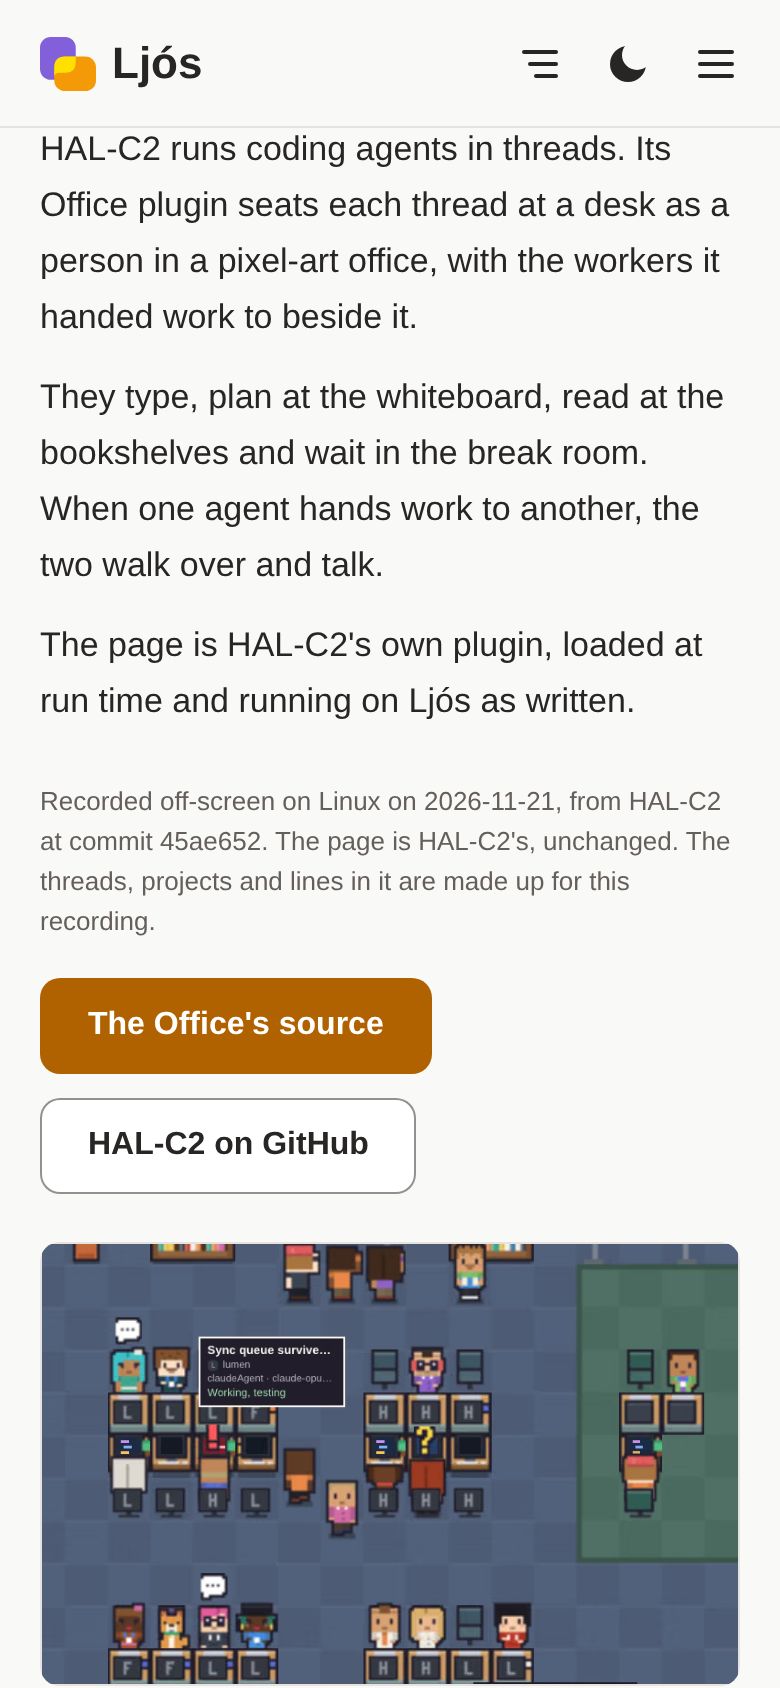 Ljós
HAL-C2 runs coding agents in threads. Its
Office plugin seats each thread at a desk as a
person in a pixel-art office, with the workers it
handed work to beside it.
They type, plan at the whiteboard, read at the
bookshelves and wait in the break room.
When one agent hands work to another, the
two walk over and talk.
The page is HAL-C2's own plugin, loaded at
run time and running on Ljós as written.
Recorded off-screen on Linux on 2026-11-21, from HAL-C2
at commit 45ae652. The page is HAL-C2's, unchanged. The
threads, projects and lines in it are made up for this
recording.
The Office's source
HAL-C2 on GitHub
Sync queue survive...
L lumen
claudeAgent · claude-opu...
Working, testing
L L L F H H H
! ?
L L H L H H H
F F L L H H L L